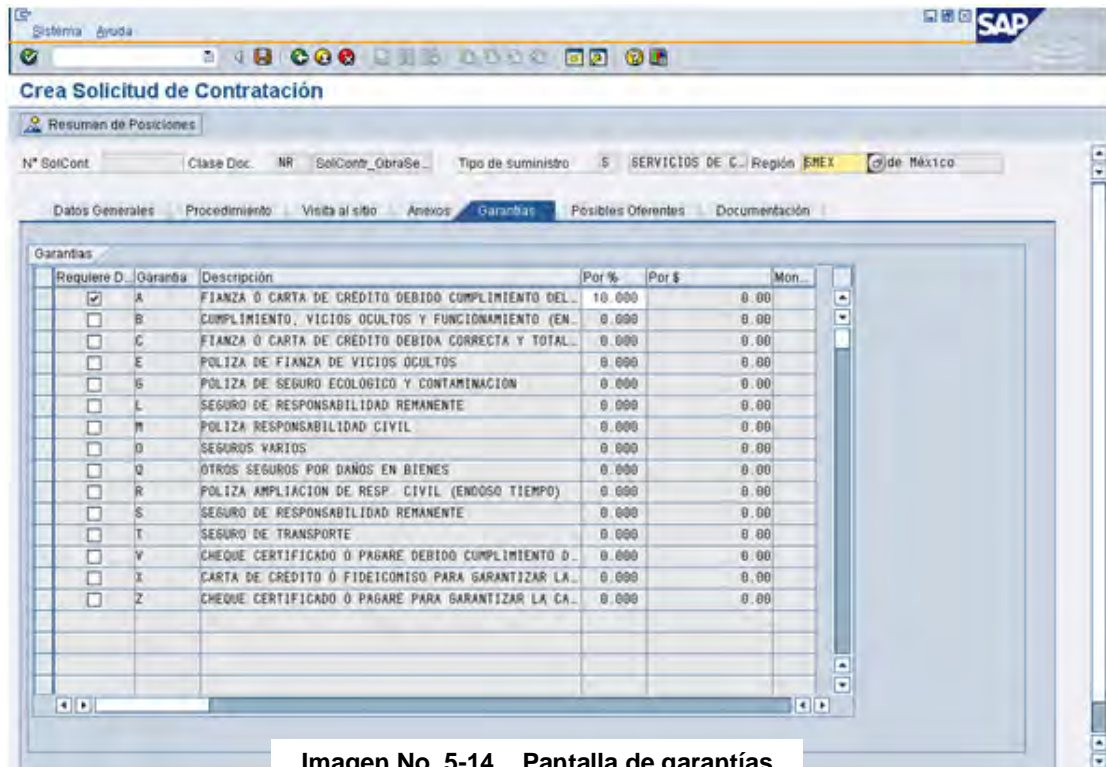 Sistema Ayuda
SAP
Crea Solicitud de Contratación
Resumen de Posiciones
N° SolCont. Clase Doc. NR SolContr_ObraSe... Tipo de suministro S SERVICIOS DE C... Región SMEX de México
Datos Generales Procedimiento Visita al sitio Anexos Garantías Posibles Oferentes Documentación
Garantías
Requiere D... Garantía Descripción Por % Por $ Mon...
A FIANZA O CARTA DE CRÉDITO DEBIDO CUMPLIMIENTO DEL... 10.000 0.00
B CUMPLIMIENTO, VICIOS OCULTOS Y FUNCIONAMIENTO (EN... 0.000 0.00
C FIANZA O CARTA DE CRÉDITO DEBIDA CORRECTA Y TOTAL... 0.000 0.00
E POLIZA DE FIANZA DE VICIOS OCULTOS 0.000 0.00
G POLIZA DE SEGURO ECOLOGICO Y CONTAMINACION 0.000 0.00
L SEGURO DE RESPONSABILIDAD REMANENTE 0.000 0.00
M POLIZA RESPONSABILIDAD CIVIL 0.000 0.00
O SEGUROS VARIOS 0.000 0.00
Q OTROS SEGUROS POR DAÑOS EN BIENES 0.000 0.00
R POLIZA AMPLIACION DE RESP. CIVIL (ENDOSO TIEMPO) 0.000 0.00
S SEGURO DE RESPONSABILIDAD REMANENTE 0.000 0.00
T SEGURO DE TRANSPORTE 0.000 0.00
V CHEQUE CERTIFICADO O PAGARE DEBIDO CUMPLIMIENTO D... 0.000 0.00
X CARTA DE CRÉDITO Ó FIDEICOMISO PARA GARANTIZAR LA... 0.000 0.00
Z CHEQUE CERTIFICADO O PAGARE PARA GARANTIZAR LA CA... 0.000 0.00
Imagen No. 5-14 Pantalla de garantías